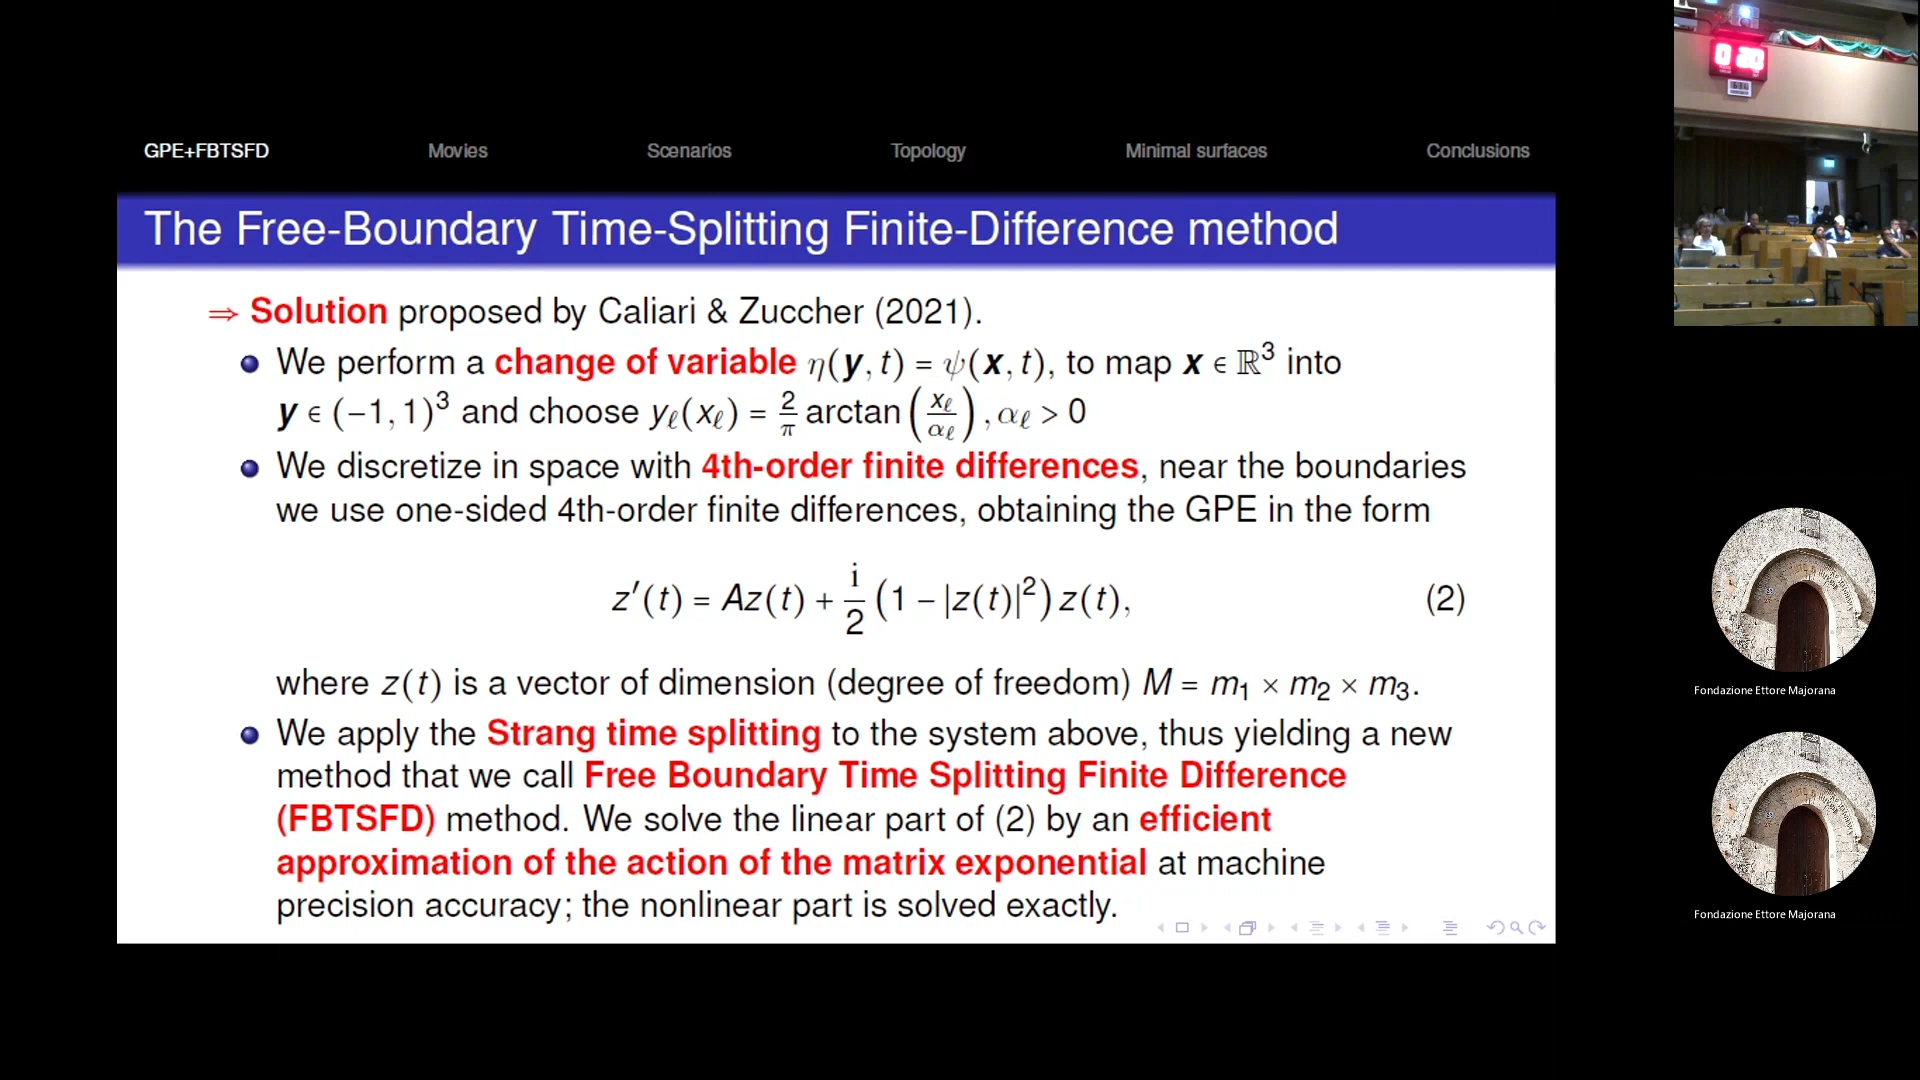 GPE+FBTSFD Movies Scenarios Topology Minimal surfaces Conclusions
The Free-Boundary Time-Splitting Finite-Difference method
⇒ Solution proposed by Caliari & Zuccher (2021).
We perform a change of variable η(y, t) = ψ(x, t), to map x ∈ ℝ³ into
y ∈ (−1, 1)³ and choose yℓ(xℓ) = 2/π arctan (xℓ/αℓ), αℓ > 0
We discretize in space with 4th-order finite differences, near the boundaries
we use one-sided 4th-order finite differences, obtaining the GPE in the form
z′(t) = Az(t) + i/2 (1 − |z(t)|²) z(t), (2)
where z(t) is a vector of dimension (degree of freedom) M = m₁ × m₂ × m₃.
We apply the Strang time splitting to the system above, thus yielding a new
method that we call Free Boundary Time Splitting Finite Difference
(FBTSFD) method. We solve the linear part of (2) by an efficient
approximation of the action of the matrix exponential at machine
precision accuracy; the nonlinear part is solved exactly.
Fondazione Ettore Majorana
Fondazione Ettore Majorana